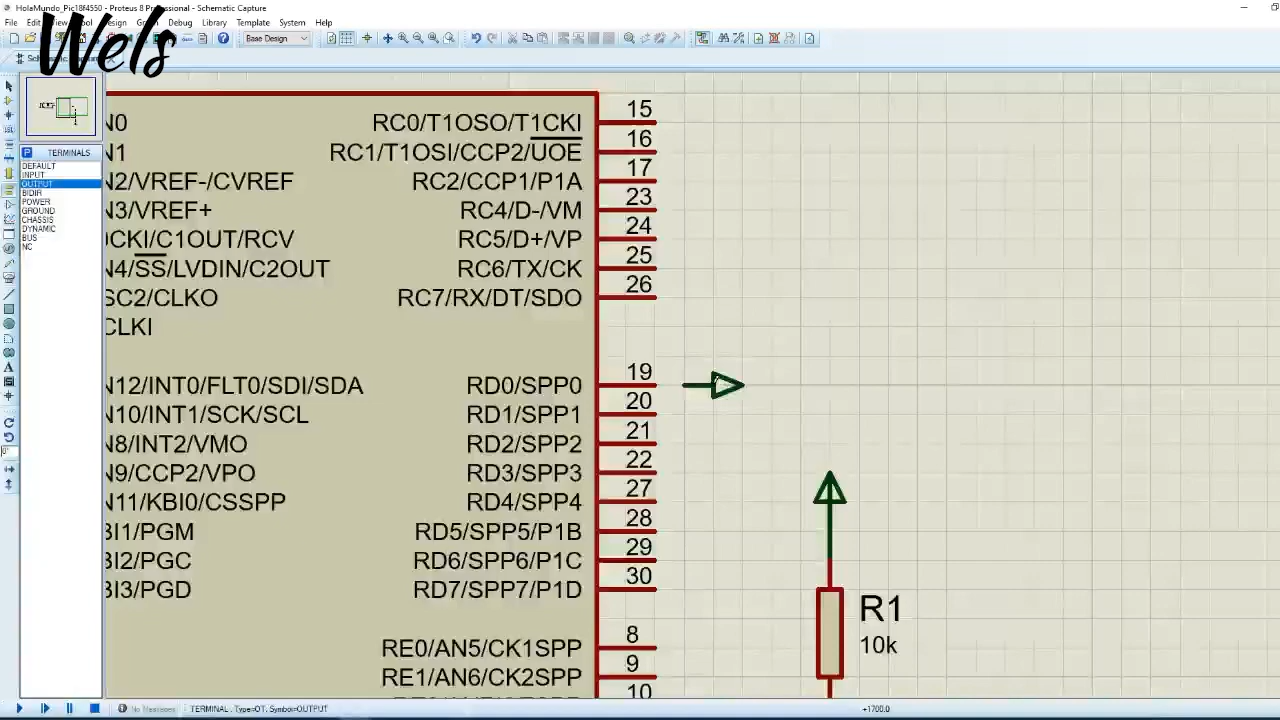 HolaMundo_Pic18f4550 - Proteus 8 Professional - Schematic Capture
File Edit Design Graph Debug Library Template System Help
Wels
Base Design
TERMINALS
DEFAULT
INPUT
OUTPUT
BIDIR
POWER
GROUND
CHASSIS
DYNAMIC
BUS
NC
N0 RC0/T1OSO/T1CKI 15
N1 RC1/T1OSI/CCP2/UOE 16
N2/VREF-/CVREF RC2/CCP1/P1A 17
N3/VREF+ RC4/D-/VM 23
CKI/C1OUT/RCV RC5/D+/VP 24
N4/SS/LVDIN/C2OUT RC6/TX/CK 25
SC2/CLKO RC7/RX/DT/SDO 26
CLKI
N12/INT0/FLT0/SDI/SDA RD0/SPP0 19
N10/INT1/SCK/SCL RD1/SPP1 20
N8/INT2/VMO RD2/SPP2 21
N9/CCP2/VPO RD3/SPP3 22
N11/KBI0/CSSPP RD4/SPP4 27
BI1/PGM RD5/SPP5/P1B 28
BI2/PGC RD6/SPP6/P1C 29
BI3/PGD RD7/SPP7/P1D 30
R1
10k
RE0/AN5/CK1SPP 8
RE1/AN6/CK2SPP 9
10
No Messages TERMINAL : Type=OT, Symbol=OUTPUT +1700.0